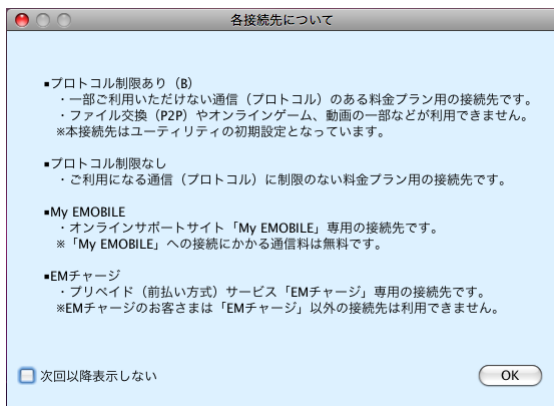 各接続先について
▪プロトコル制限あり（B）
・一部ご利用いただけない通信（プロトコル）のある料金プラン用の接続先です。
・ファイル交換（P2P）やオンラインゲーム、動画の一部などが利用できません。
※本接続先はユーティリティの初期設定となっています。
▪プロトコル制限なし
・ご利用になる通信（プロトコル）に制限のない料金プラン用の接続先です。
▪My EMOBILE
・オンラインサポートサイト「My EMOBILE」専用の接続先です。
※「My EMOBILE」への接続にかかる通信料は無料です。
▪EMチャージ
・プリペイド（前払い方式）サービス「EMチャージ」専用の接続先です。
※EMチャージのお客さまは「EMチャージ」以外の接続先は利用できません。
次回以降表示しない
OK